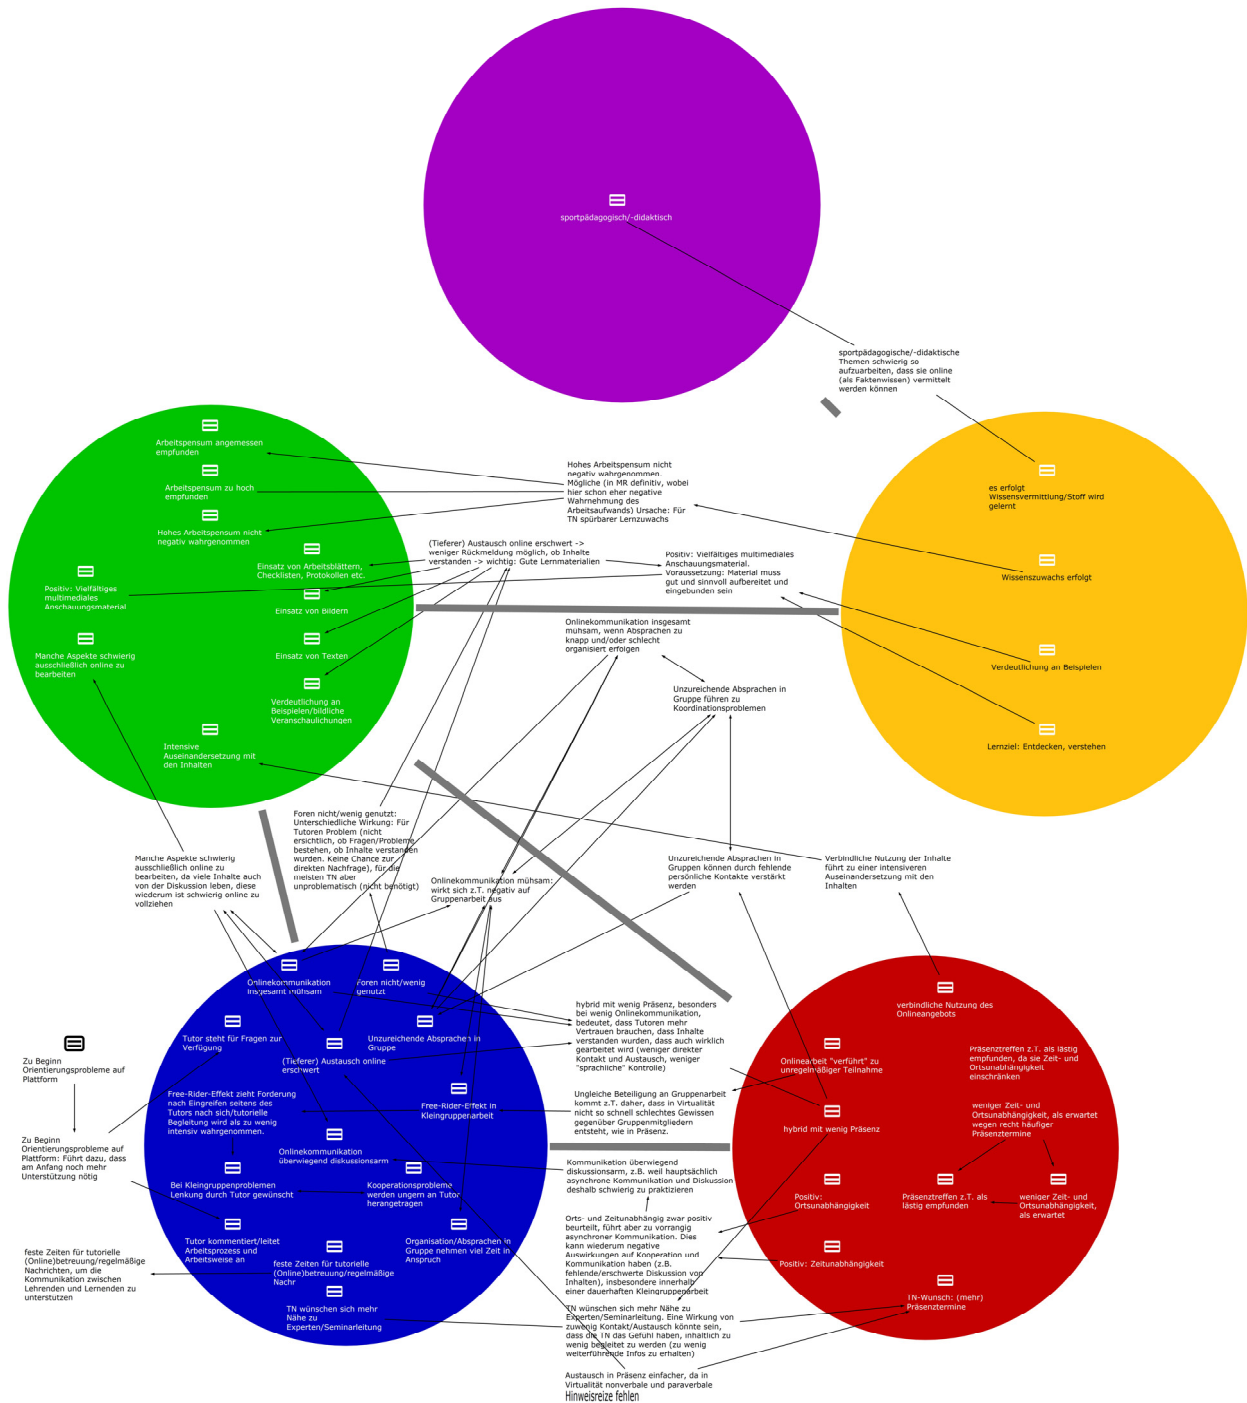 sportpädagogisch/-didaktisch
sportpädagogische/-didaktische
Themen schwierig so
aufzuarbeiten, dass sie online
(als Faktenwissen) vermittelt
werden können
Arbeitspensum angemessen
empfunden
Arbeitspensum zu hoch
empfunden
Hohes Arbeitspensum nicht
negativ wahrgenommen
Einsatz von Arbeitsblättern,
Checklisten, Protokollen etc.
Positiv: Vielfältiges
multimediales
Anschauungsmaterial
Einsatz von Bildern
Manche Aspekte schwierig
ausschließlich online zu
bearbeiten
Einsatz von Texten
Verdeutlichung an
Beispielen/bildliche
Veranschaulichungen
Intensive
Auseinandersetzung mit
den Inhalten
Hohes Arbeitspensum nicht
negativ wahrgenommen.
Mögliche (in MR definitiv, wobei
hier schon eher negative
Wahrnehmung des
Arbeitsaufwands) Ursache: Für
TN spürbarer Lernzuwachs
(Tieferer) Austausch online erschwert ->
weniger Rückmeldung möglich, ob Inhalte
verstanden -> wichtig: Gute Lernmaterialien
Positiv: Vielfältiges multimediales
Anschauungsmaterial.
Voraussetzung: Material muss
gut und sinnvoll aufbereitet und
eingebunden sein
es erfolgt
Wissensvermittlung/Stoff wird
gelernt
Wissenszuwachs erfolgt
Verdeutlichung an Beispielen
Lernziel: Entdecken, verstehen
Onlinekommunikation insgesamt
mühsam, wenn Absprachen zu
knapp und/oder schlecht
organisiert erfolgen
Unzureichende Absprachen in
Gruppe führen zu
Koordinationsproblemen
Foren nicht/wenig genutzt:
Unterschiedliche Wirkung: Für
Tutoren Problem (nicht
ersichtlich, ob Fragen/Probleme
bestehen, ob Inhalte verstanden
wurden. Keine Chance zur
direkten Nachfrage), für die
meisten TN aber
unproblematisch (nicht benötigt)
Manche Aspekte schwierig
ausschließlich online zu
bearbeiten, da viele Inhalte auch
von der Diskussion leben, diese
wiederum ist schwierig online zu
vollziehen
Onlinekommunikation mühsam:
wirkt sich z.T. negativ auf
Gruppenarbeit aus
Unzureichende Absprachen in
Gruppen können durch fehlende
persönliche Kontakte verstärkt
werden
Verbindliche Nutzung der Inhalte
führt zu einer intensiveren
Auseinandersetzung mit den
Inhalten
Onlinekommunikation
insgesamt mühsam
Foren nicht/wenig
genutzt
Tutor steht für Fragen zur
Verfügung
Unzureichende Absprachen in
Gruppe
(Tieferer) Austausch online
erschwert
Free-Rider-Effekt zieht Forderung
nach Eingreifen seitens des
Tutors nach sich/tutorielle
Begleitung wird als zu wenig
intensiv wahrgenommen.
Free-Rider-Effekt in
Kleingruppenarbeit
Onlinekommunikation
überwiegend diskussionsarm
Bei Kleingruppenproblemen
Lenkung durch Tutor gewünscht
Kooperationsprobleme
werden ungern an Tutor
herangetragen
Tutor kommentiert/leitet
Arbeitsprozess und
Arbeitsweise an
Organisation/Absprachen in
Gruppe nehmen viel Zeit in
Anspruch
feste Zeiten für tutorielle
(Online)betreuung/regelmäßige
Nachr
TN wünschen sich mehr
Nähe zu
Experten/Seminarleitung
Zu Beginn
Orientierungsprobleme auf
Plattform
Zu Beginn
Orientierungsprobleme auf
Plattform: Führt dazu, dass
am Anfang noch mehr
Unterstützung nötig
feste Zeiten für tutorielle
(Online)betreuung/regelmäßige
Nachrichten, um die
Kommunikation zwischen
Lehrenden und Lernenden zu
unterstützen
hybrid mit wenig Präsenz, besonders
bei wenig Onlinekommunikation,
bedeutet, dass Tutoren mehr
Vertrauen brauchen, dass Inhalte
verstanden wurden, dass auch wirklich
gearbeitet wird (weniger direkter
Kontakt und Austausch, weniger
"sprachliche" Kontrolle)
Ungleiche Beteiligung an Gruppenarbeit
kommt z.T. daher, dass in Virtualität
nicht so schnell schlechtes Gewissen
gegenüber Gruppenmitgliedern
entsteht, wie in Präsenz.
Kommunikation überwiegend
diskussionsarm, z.B. weil hauptsächlich
asynchrone Kommunikation und Diskussion
deshalb schwierig zu praktizieren
Orts- und Zeitunabhängig zwar positiv
beurteilt, führt aber zu vorrangig
asynchroner Kommunikation. Dies
kann wiederum negative
Auswirkungen auf Kooperation und
Kommunikation haben (z.B.
fehlende/erschwerte Diskussion von
Inhalten), insbesondere innerhalb
einer dauerhaften Kleingruppenarbeit
TN wünschen sich mehr Nähe zu
Experten/Seminarleitung. Eine Wirkung von
zuwenig Kontakt/Austausch könnte sein,
dass die TN das Gefühl haben, inhaltlich zu
wenig begleitet zu werden (zu wenig
weiterführende Infos zu erhalten)
Austausch in Präsenz einfacher, da in
Virtualität nonverbale und paraverbale
Hinweisreize fehlen
verbindliche Nutzung des
Onlineangebots
Onlinearbeit "verführt" zu
unregelmäßiger Teilnahme
Präsenztreffen z.T. als lästig
empfunden, da sie Zeit- und
Ortsunabhängigkeit
einschränken
hybrid mit wenig Präsenz
weniger Zeit- und
Ortsunabhängigkeit, als erwartet
wegen recht häufiger
Präsenztermine
Positiv:
Ortsunabhängigkeit
Präsenztreffen z.T. als
lästig empfunden
weniger Zeit- und
Ortsunabhängigkeit,
als erwartet
Positiv: Zeitunabhängigkeit
TN-Wunsch: (mehr)
Präsenztermine